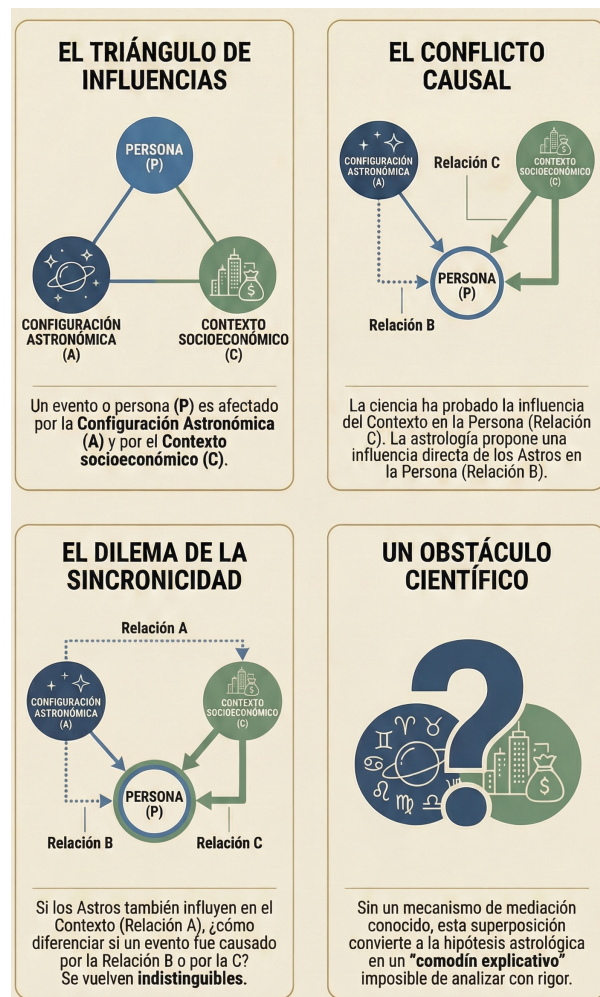 EL TRIÁNGULO DE
INFLUENCIAS
PERSONA
(P)
CONFIGURACIÓN
ASTRONÓMICA
(A)
$
CONTEXTO
SOCIOECONÓMICO
(C)
Un evento o persona (P) es afectado
por la Configuración Astronómica
(A) y por el Contexto
socioeconómico (C).
EL CONFLICTO
CAUSAL
CONFIGURACIÓN
ASTRONÓMICA
(A)
Relación C
$
CONTEXTO
SOCIOECONÓMICO
(C)
PERSONA
(P)
Relación B
La ciencia ha probado la influencia
del Contexto en la Persona (Relación
C). La astrología propone una
influencia directa de los Astros en
la Persona (Relación B).
EL DILEMA DE LA
SINCRONICIDAD
Relación A
CONFIGURACIÓN
ASTRONÓMICA
(A)
$
CONTEXTO
SOCIOECONÓMICO
(C)
PERSONA
(P)
Relación B
Relación C
Si los Astros también influyen en el
Contexto (Relación A), ¿cómo
diferenciar si un evento fue causado
por la Relación B o por la C?
Se vuelven indistinguibles.
UN OBSTÁCULO
CIENTÍFICO
?
♊ ♈ ♉
♋
♌ ♍ ♎
$
Sin un mecanismo de mediación
conocido, esta superposición
convierte a la hipótesis astrológica
en un "comodín explicativo"
imposible de analizar con rigor.